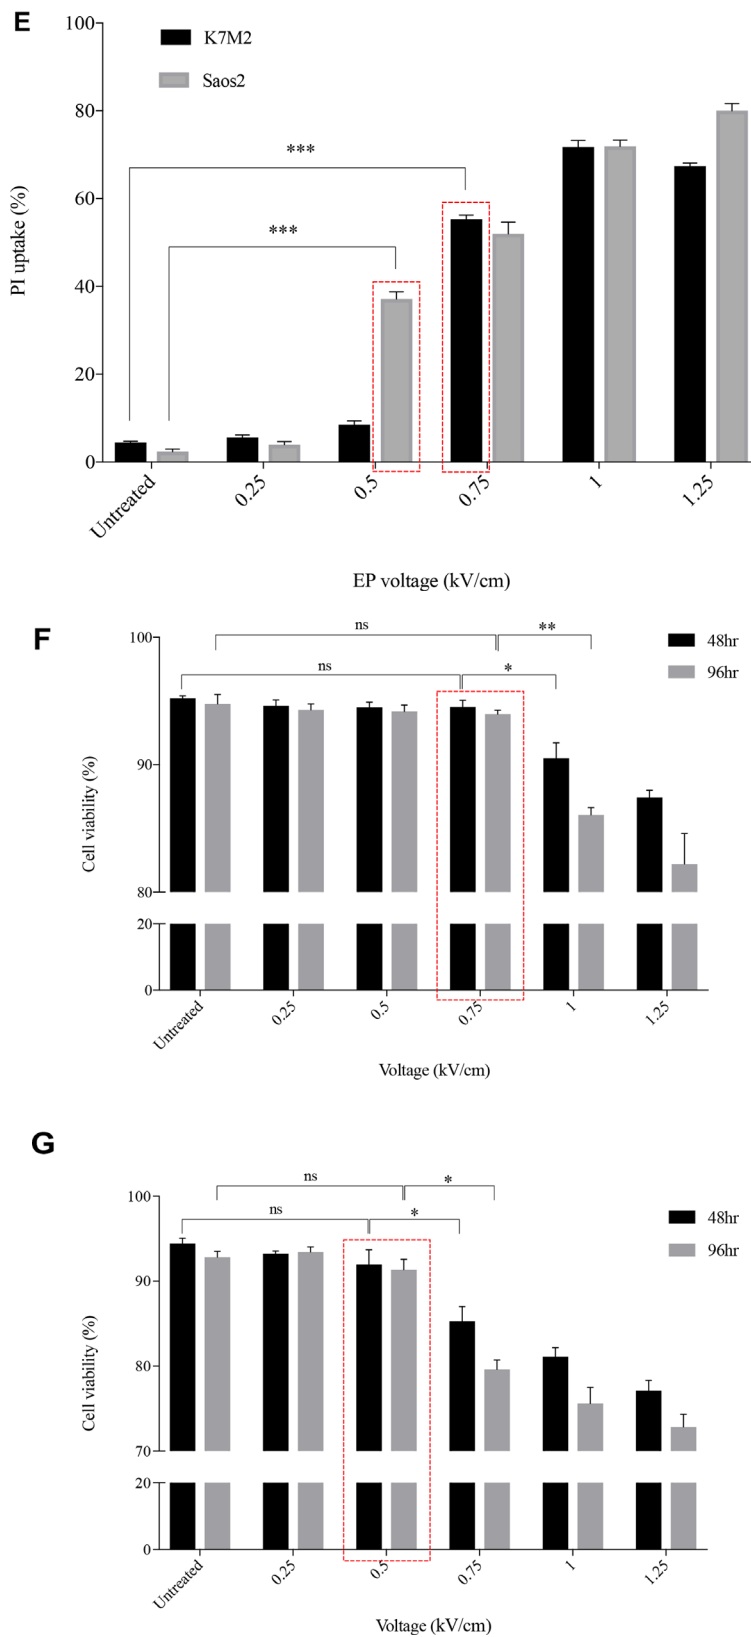 E
K7M2
Saos2
100
80
60
40
20
0
PI uptake (%)
***
***
Untreated 0.25 0.5 0.75 1 1.25
EP voltage (kV/cm)
F
48hr
96hr
100
90
80
20
0
Cell viability (%)
ns **
ns *
Untreated 0.25 0.5 0.75 1 1.25
Voltage (kV/cm)
G
48hr
96hr
100
90
80
70
20
0
Cell viability (%)
ns *
ns *
Untreated 0.25 0.5 0.75 1 1.25
Voltage (kV/cm)